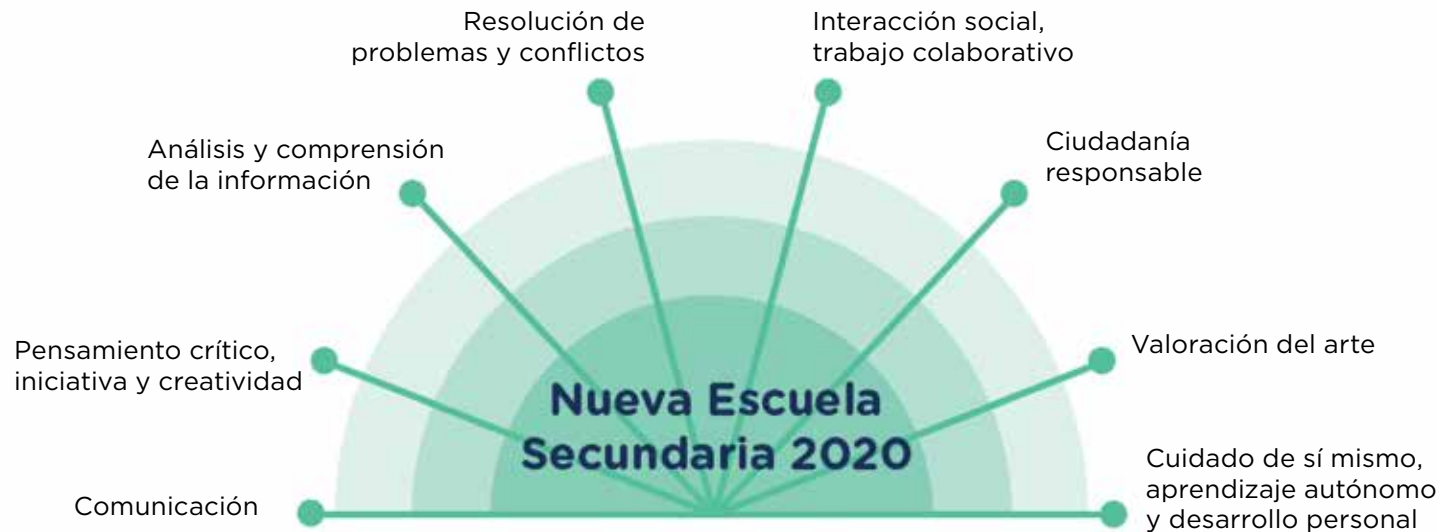 Resolución de
problemas y conflictos
Interacción social,
trabajo colaborativo
Análisis y comprensión
de la información
Ciudadanía
responsable
Pensamiento crítico,
iniciativa y creatividad
Valoración del arte
Nueva Escuela
Secundaria 2020
Comunicación
Cuidado de sí mismo,
aprendizaje autónomo
y desarrollo personal